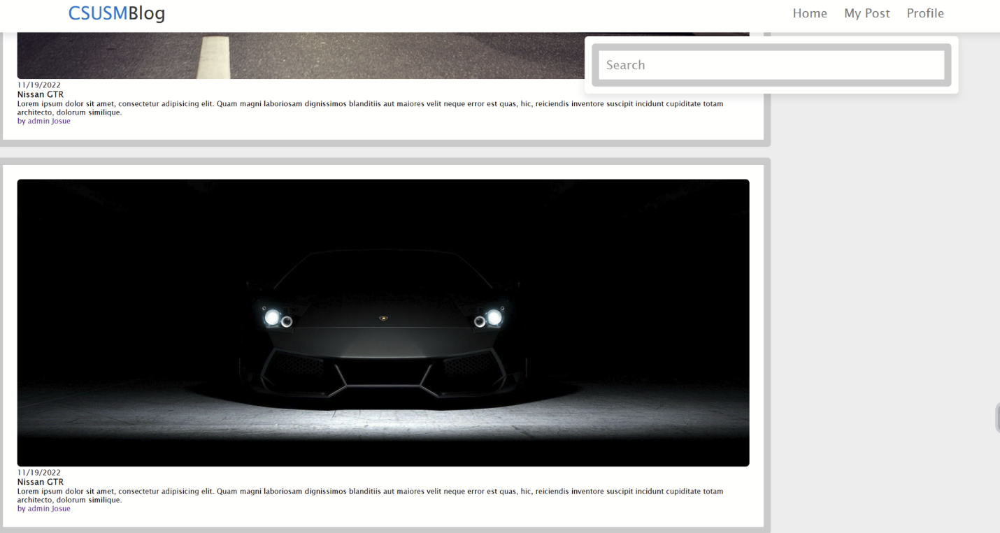 CSUSMBlog
Home My Post Profile
Search
11/19/2022
Nissan GTR
Lorem ipsum dolor sit amet, consectetur adipisicing elit. Quam magni laboriosam dignissimos blanditiis aut maiores velit neque error est quas, hic, reiciendis inventore suscipit incidunt cupiditate totam
architecto, dolorum similique.
by admin Josue
11/19/2022
Nissan GTR
Lorem ipsum dolor sit amet, consectetur adipisicing elit. Quam magni laboriosam dignissimos blanditiis aut maiores velit neque error est quas, hic, reiciendis inventore suscipit incidunt cupiditate totam
architecto, dolorum similique.
by admin Josue